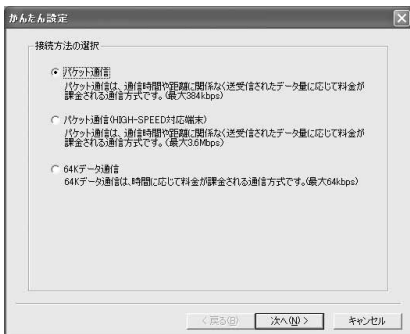 かんたん設定
接続方法の選択
パケット通信
パケット通信は、通信時間や距離に関係なく送受信されたデータ量に応じて料金が
課金される通信方式です。(最大384kbps)
パケット通信(HIGH-SPEED対応端末)
パケット通信は、通信時間や距離に関係なく送受信されたデータ量に応じて料金が
課金される通信方式です。(最大3.6Mbps)
64Kデータ通信
64Kデータ通信は、時間に応じて料金が課金される通信方式です。(最大64kbps)
< 戻る(B) 次へ(N) > キャンセル